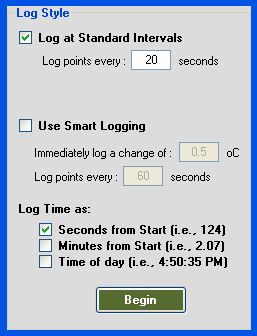 Log Style
Log at Standard Intervals
Log points every : 20 seconds
Use Smart Logging
Immediately log a change of : 0.5 oC
Log points every : 60 seconds
Log Time as:
Seconds from Start (i.e., 124)
Minutes from Start (i.e., 2.07)
Time of day (i.e., 4:50:35 PM)
Begin